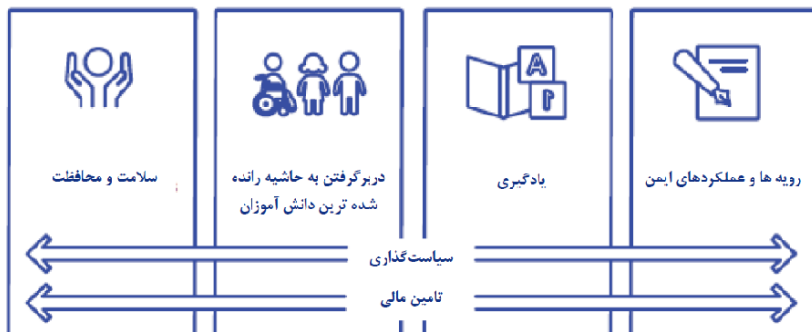 رویه ها و عملکردهای ایمن
یادگیری
دربرگرفتن به حاشیه رانده
شده ترین دانش آموزان
سلامت و محافظت
سیاست‌گذاری
تامین مالی
A
1